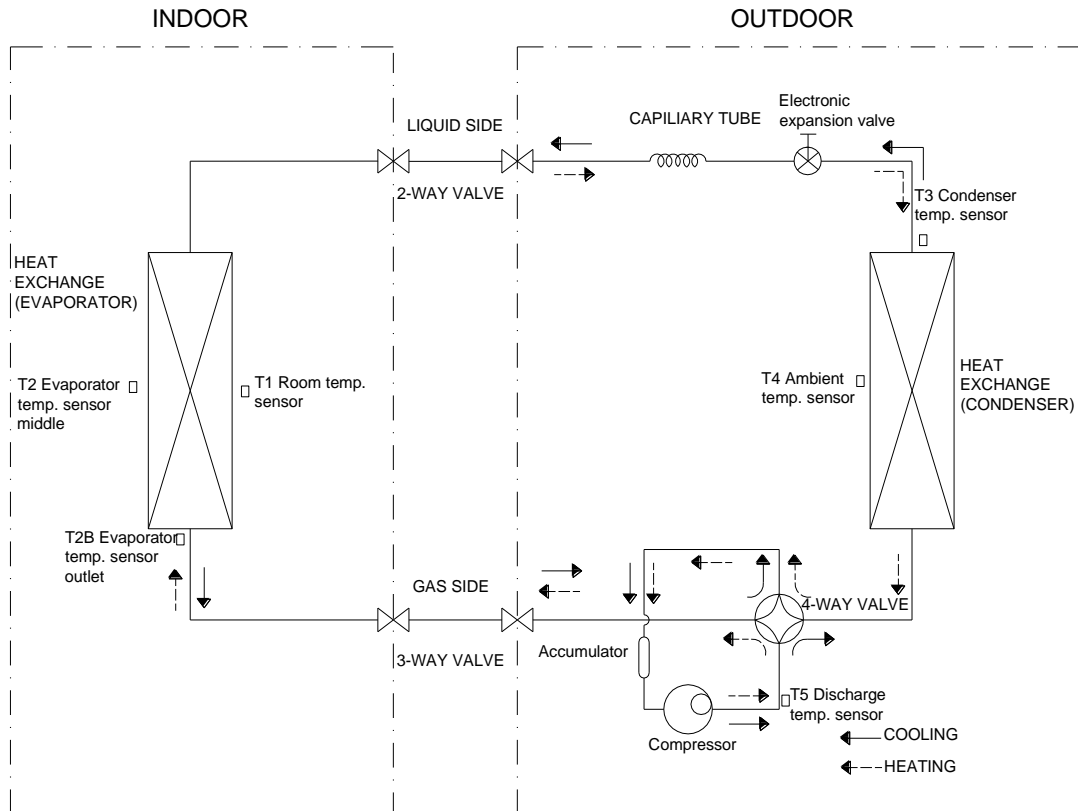 INDOOR
OUTDOOR
LIQUID SIDE
2-WAY VALVE
CAPILIARY TUBE
Electronic
expansion valve
T3 Condenser
temp. sensor
HEAT
EXCHANGE
(EVAPORATOR)
T2 Evaporator
temp. sensor
middle
T1 Room temp.
sensor
T4 Ambient
temp. sensor
HEAT
EXCHANGE
(CONDENSER)
T2B Evaporator
temp. sensor
outlet
GAS SIDE
3-WAY VALVE
4-WAY VALVE
Accumulator
Compressor
T5 Discharge
temp. sensor
COOLING
HEATING